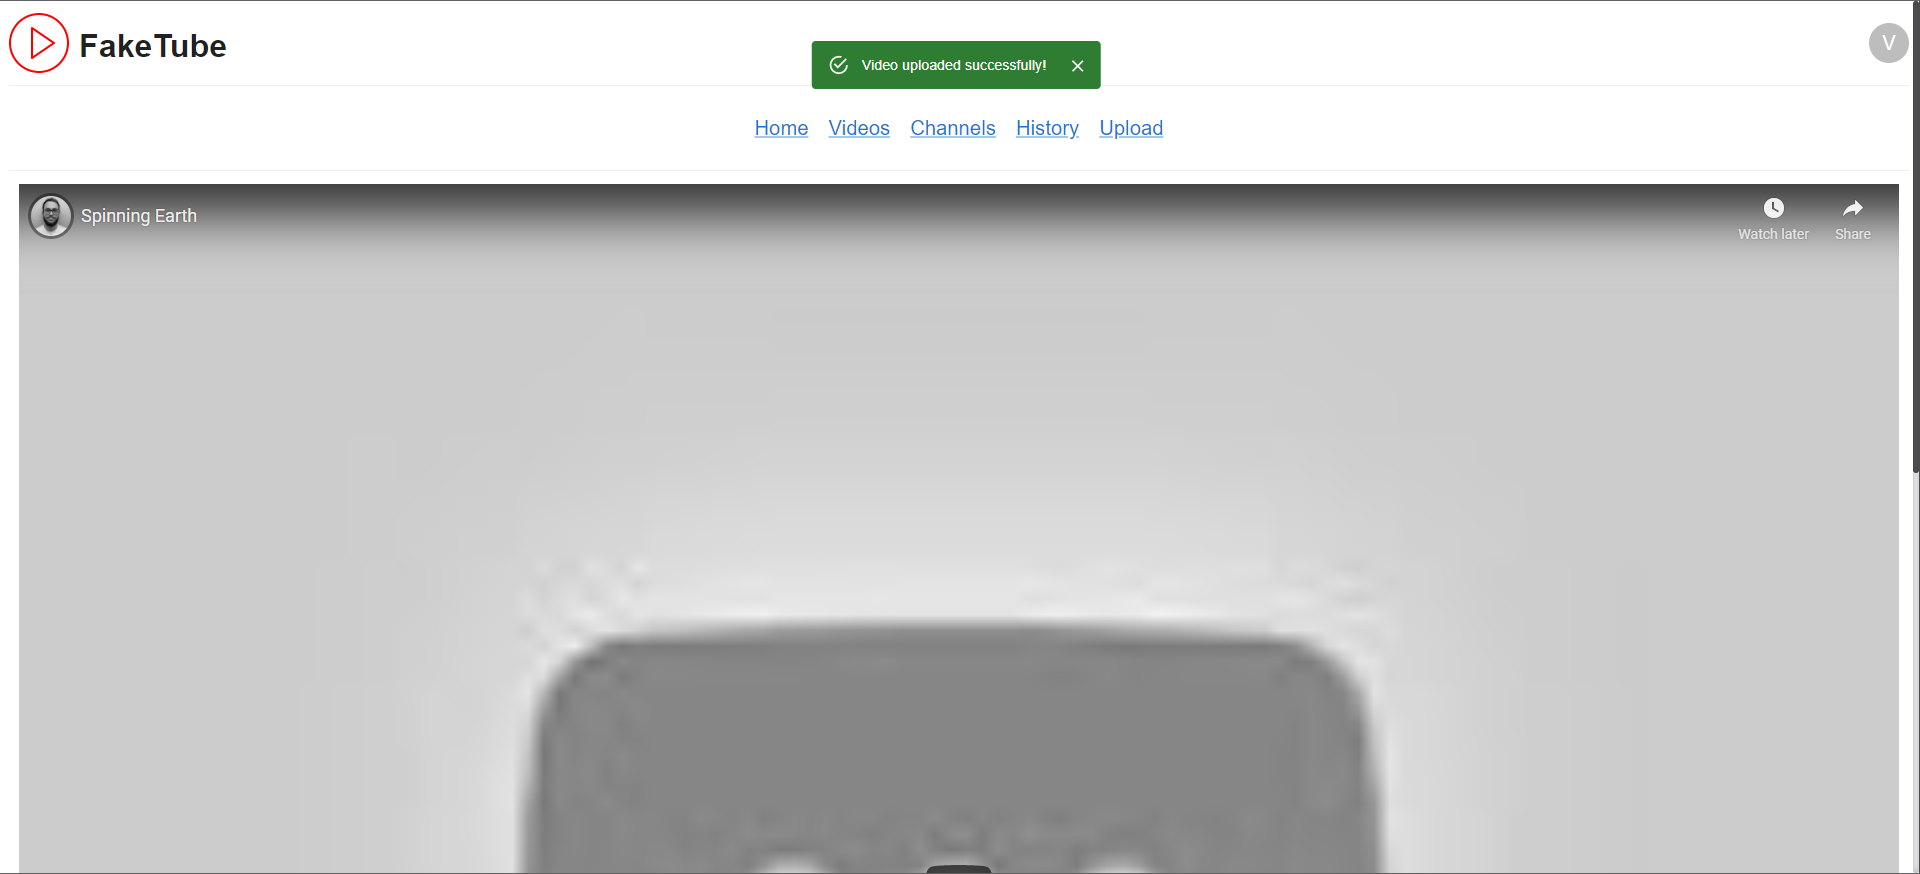 FakeTube
Video uploaded successfully!
V
Home Videos Channels History Upload
Spinning Earth
Watch later
Share